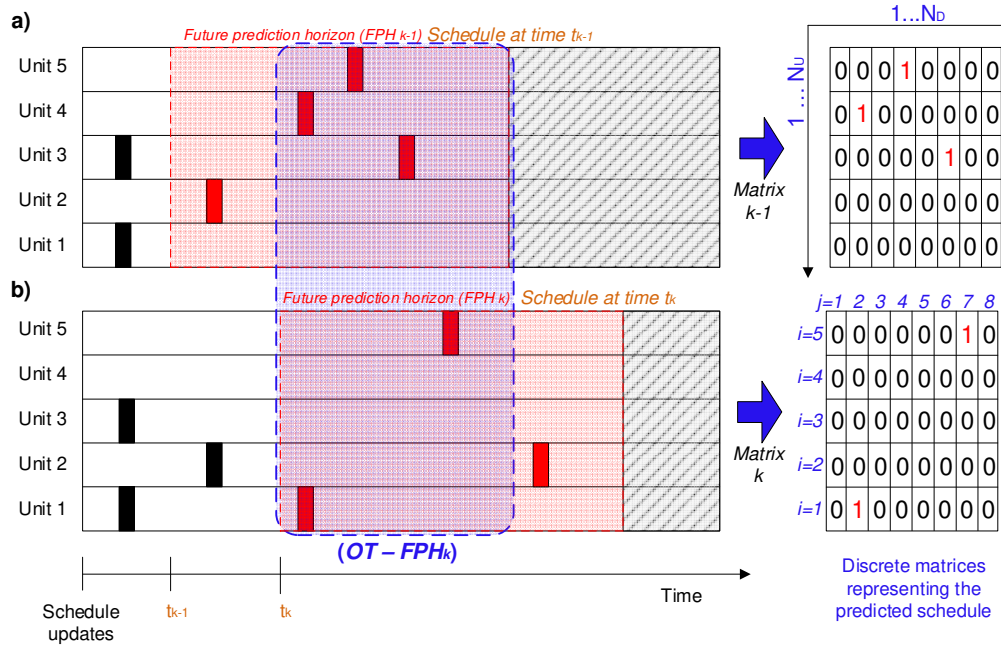 a)
Future prediction horizon (FPH k-1) Schedule at time tk-1
Unit 5
Unit 4
Unit 3
Unit 2
Unit 1
Matrix
k-1
1...ND
1 ... NU
0 0 0 1 0 0 0 0
0 1 0 0 0 0 0 0
0 0 0 0 0 1 0 0
0 0 0 0 0 0 0 0
0 0 0 0 0 0 0 0
b)
Future prediction horizon (FPH k) Schedule at time tk
Unit 5
Unit 4
Unit 3
Unit 2
Unit 1
Matrix
k
j=1 2 3 4 5 6 7 8
i=5 0 0 0 0 0 0 1 0
i=4 0 0 0 0 0 0 0 0
i=3 0 0 0 0 0 0 0 0
i=2 0 0 0 0 0 0 0 0
i=1 0 1 0 0 0 0 0 0
(OT – FPHk)
Time
Schedule
updates
tk-1
tk
Discrete matrices
representing the
predicted schedule